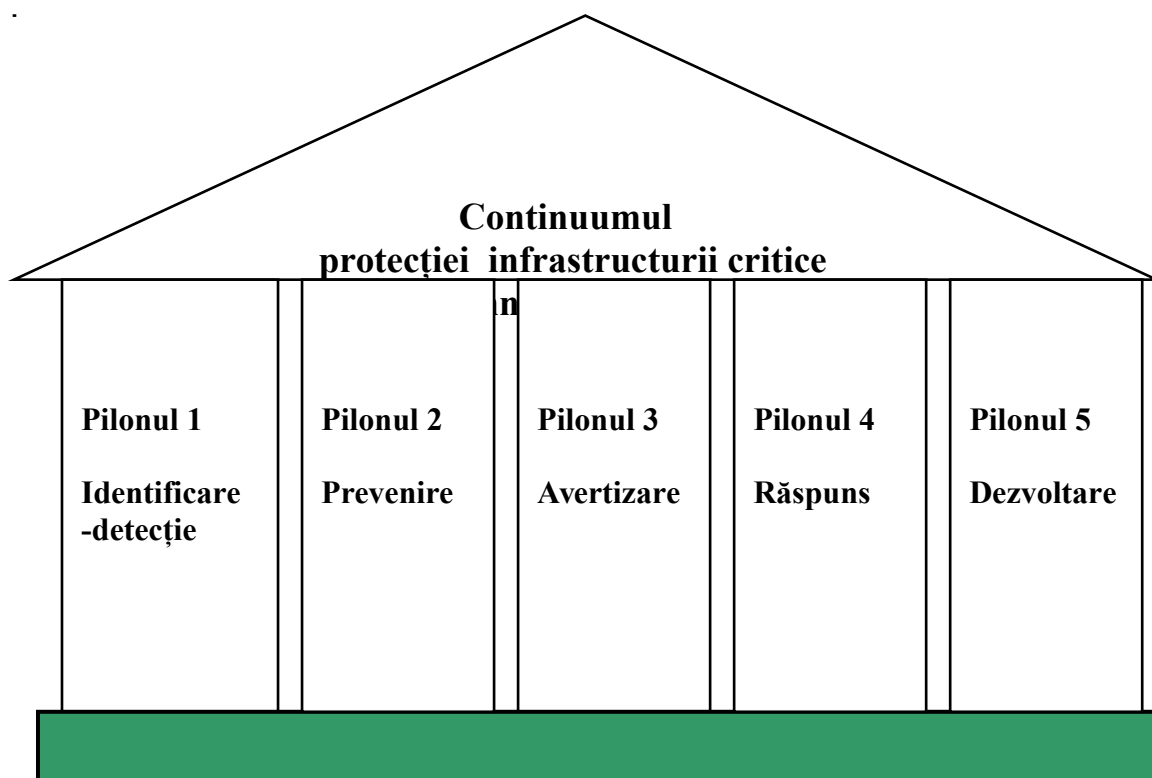 Continuumul
protecției infrastructurii critice
Pilonul 1
Identificare
-detecție
Pilonul 2
Prevenire
Pilonul 3
Avertizare
Pilonul 4
Răspuns
Pilonul 5
Dezvoltare